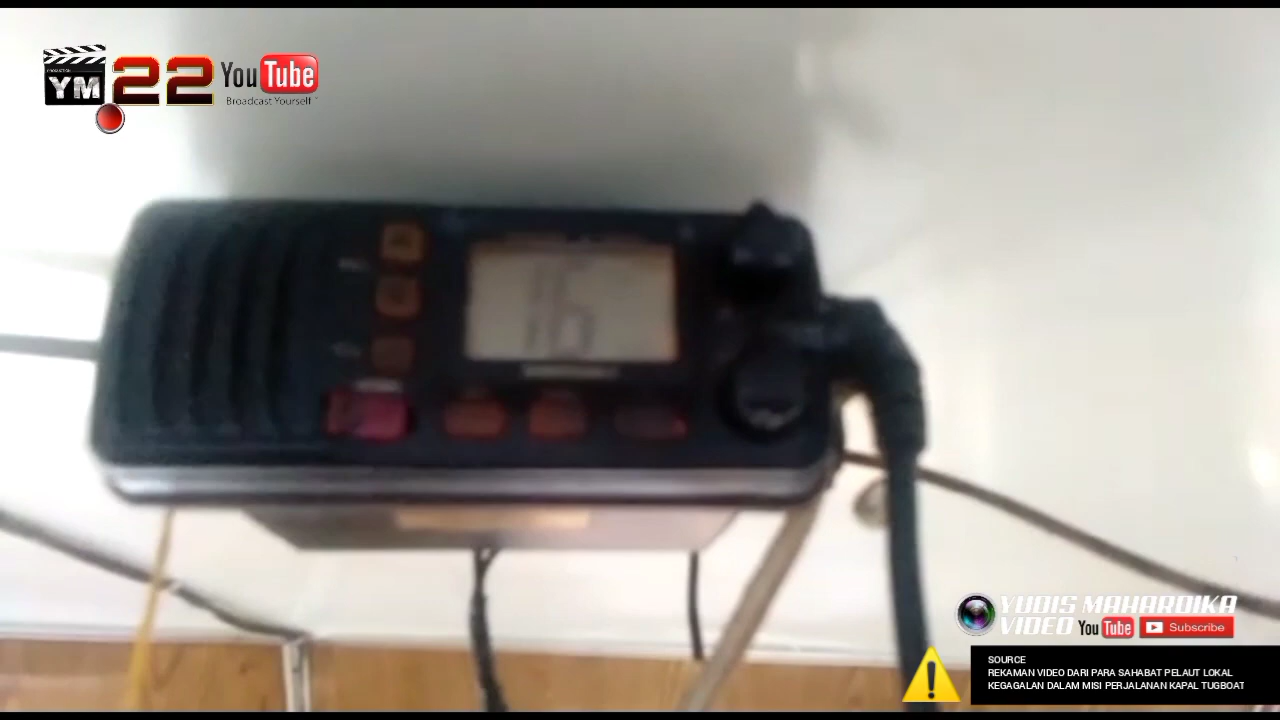 PRODUCTION
YM 22 YouTube
Broadcast Yourself
16
YUDIS MAHARDIKA
VIDEO YouTube Subscribe
SOURCE
REKAMAN VIDEO DARI PARA SAHABAT PELAUT LOKAL
KEGAGALAN DALAM MISI PERJALANAN KAPAL TUGBOAT